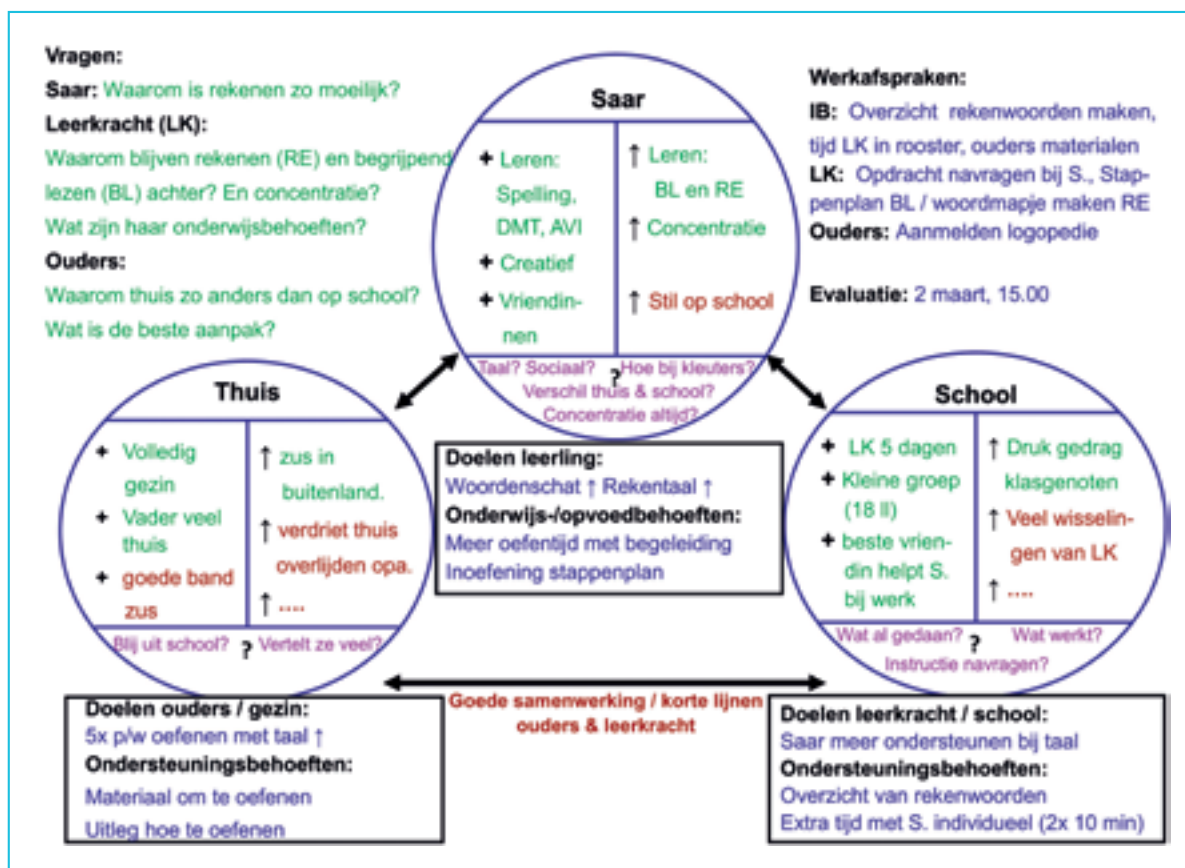 Vragen:
Saar: Waarom is rekenen zo moeilijk?
Leerkracht (LK):
Waarom blijven rekenen (RE) en begrijpend
lezen (BL) achter? En concentratie?
Wat zijn haar onderwijsbehoeften?
Ouders:
Waarom thuis zo anders dan op school?
Wat is de beste aanpak?
Saar
+ Leren:
Spelling,
DMT, AVI
+ Creatief
+ Vriendin-
nen
↑ Leren:
BL en RE
↑ Concentratie
↑ Stil op school
Taal? Sociaal? ? Hoe bij kleuters?
Verschil thuis & school?
Concentratie altijd?
Werkafspraken:
IB: Overzicht rekenwoorden maken,
tijd LK in rooster, ouders materialen
LK: Opdracht navragen bij S., Stap-
penplan BL / woordmapje maken RE
Ouders: Aanmelden logopedie
Evaluatie: 2 maart, 15.00
Thuis
+ Volledig
gezin
+ Vader veel
thuis
+ goede band
zus
↑ zus in
buitenland.
↑ verdriet thuis
overlijden opa.
↑ ....
Blij uit school? ? Vertelt ze veel?
Doelen leerling:
Woordenschat ↑ Rekentaal ↑
Onderwijs-/opvoedbehoeften:
Meer oefentijd met begeleiding
Inoefening stappenplan
School
+ LK 5 dagen
+ Kleine groep
(18 ll)
+ beste vrien-
din helpt S.
bij werk
↑ Druk gedrag
klasgenoten
↑ Veel wisselin-
gen van LK
↑ ....
Wat al gedaan? ? Wat werkt?
Instructie navragen?
Goede samenwerking / korte lijnen
ouders & leerkracht
Doelen ouders / gezin:
5x p/w oefenen met taal ↑
Ondersteuningsbehoeften:
Materiaal om te oefenen
Uitleg hoe te oefenen
Doelen leerkracht / school:
Saar meer ondersteunen bij taal
Ondersteuningsbehoeften:
Overzicht van rekenwoorden
Extra tijd met S. individueel (2x 10 min)